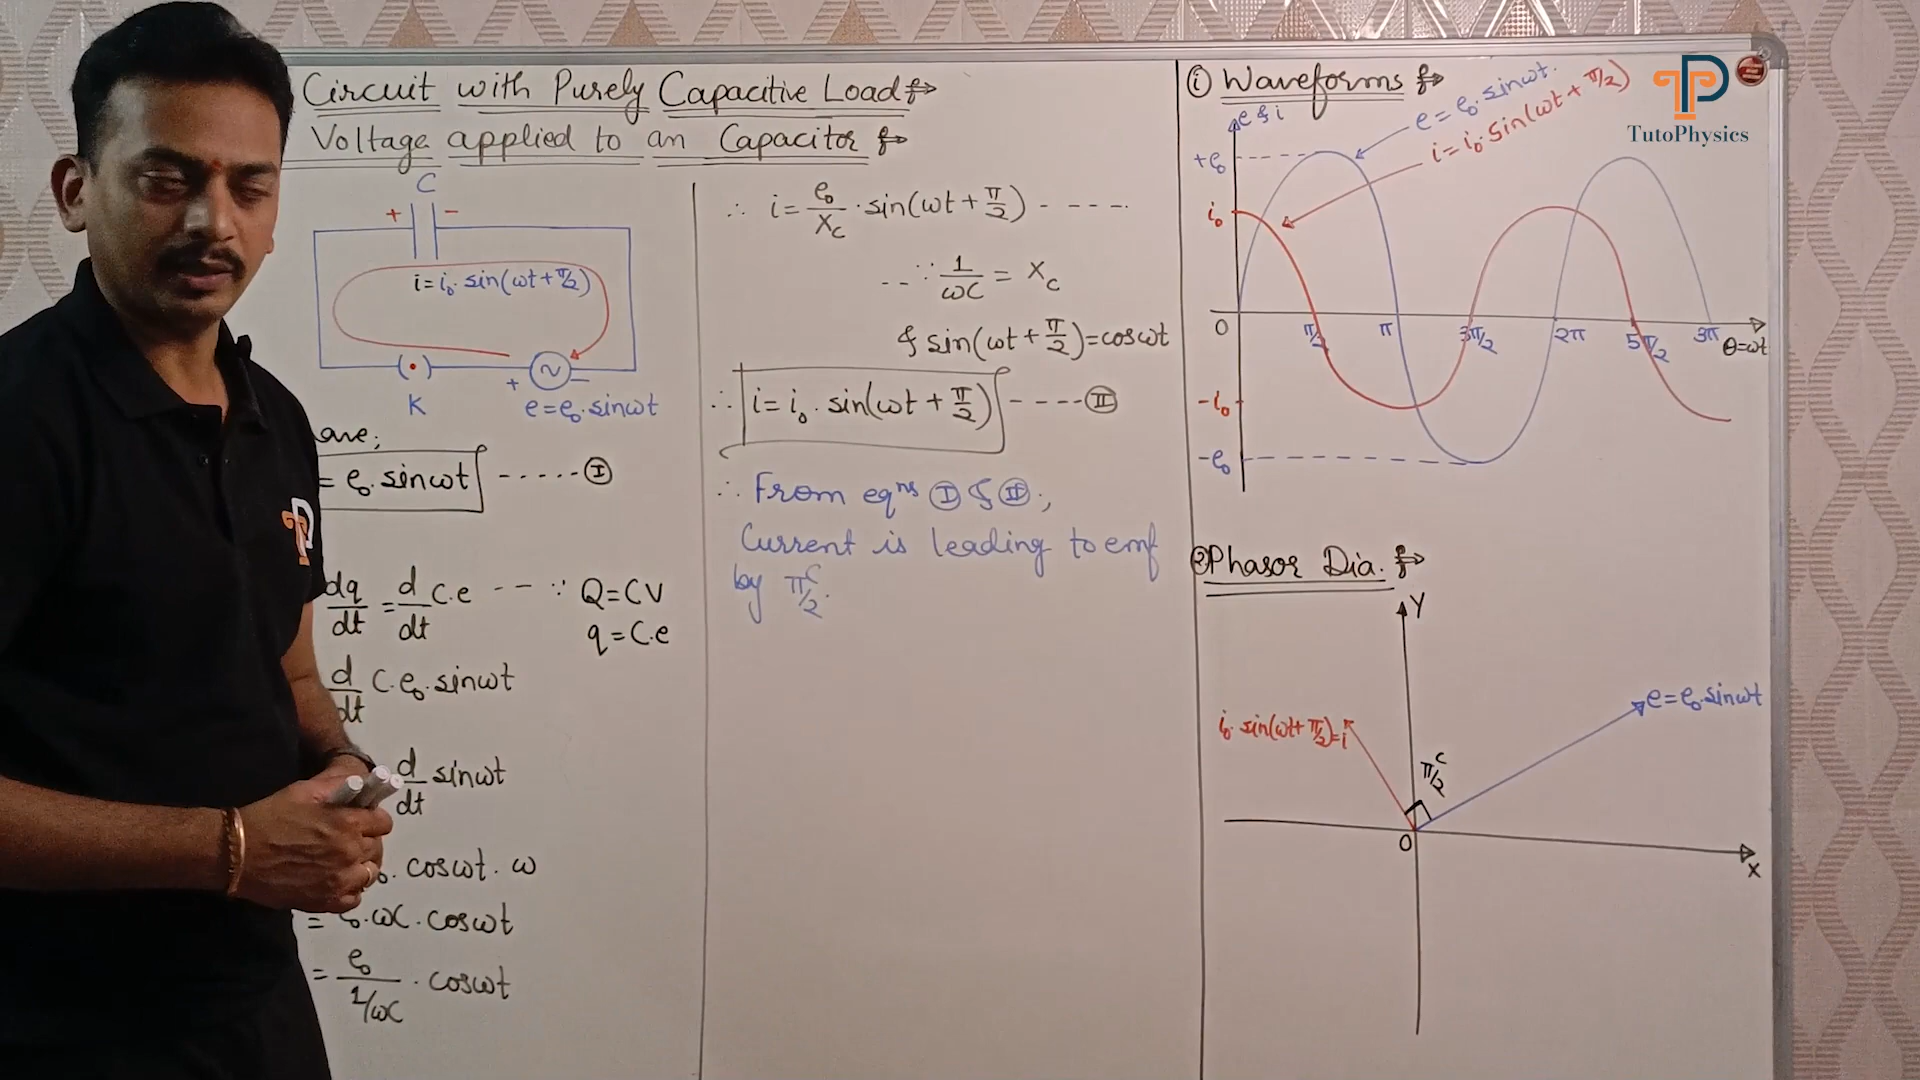 Circuit with Purely Capacitive Load
Voltage applied to an Capacitor
C
+ −
i = i₀. sin(ωt + π/2)
K
+ −
e = e₀. sinωt
ave;
= e₀. sinωt ----- Ⓘ
dq/dt = d/dt C.e -- ∵ Q = CV
q = C.e
d/dt C.e₀. sinωt
d/dt sinωt
₀. cosωt. ω
= e₀. ωC. cosωt
= e₀/(1/ωC) . cosωt
∴ i = e₀/X_C . sin(ωt + π/2) ----
-- ∵ 1/ωC = X_C
& sin(ωt + π/2) = cosωt
∴ i = i₀. sin(ωt + π/2) ---- Ⓘⓘ
∴ From eqⁿˢ Ⓘ & Ⓘⓘ;
Current is leading to emf
by π/2ᶜ.
① Waveforms
e & i
e = e₀. sinωt.
i = i₀. sin(ωt + π/2)
+e₀
i₀
O π/2 π 3π/2 2π 5π/2 3π θ=ωt
-i₀
-e₀
② Phasor Dia.
Y
e = e₀. sinωt
i₀. sin(ωt + π/2) = i
π/2ᶜ
O
X
TP
TutoPhysics
TP